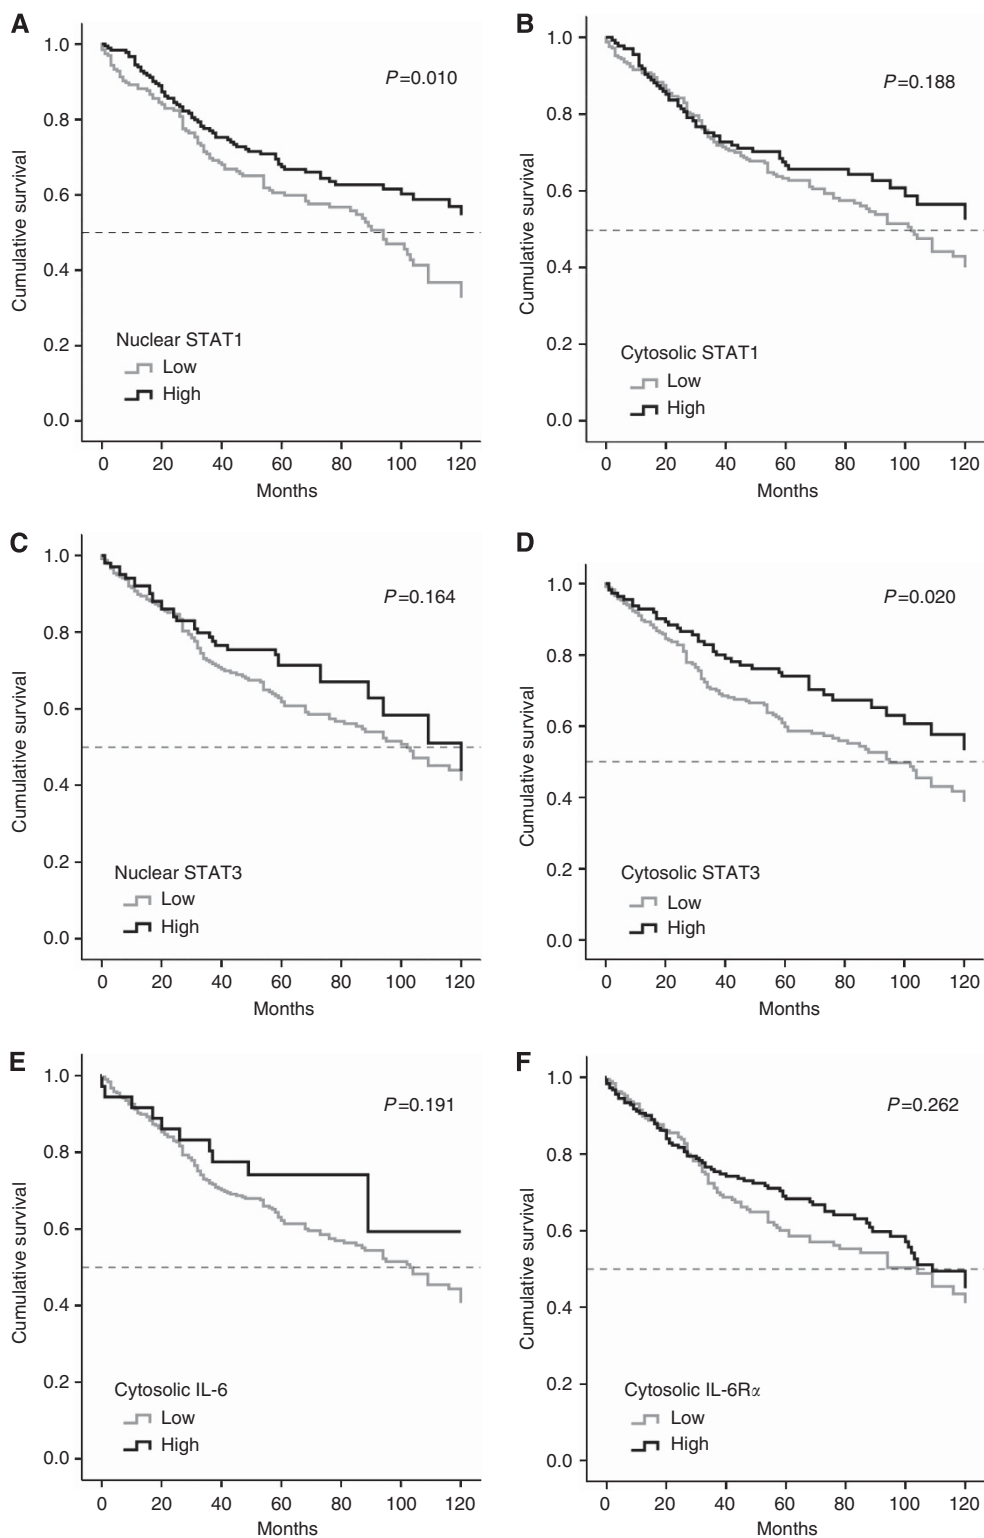 A
1.0
0.8
0.6
0.4
0.2
0.0
Cumulative survival
P=0.010
Nuclear STAT1
Low
High
0 20 40 60 80 100 120
Months
B
1.0
0.8
0.6
0.4
0.2
0.0
Cumulative survival
P=0.188
Cytosolic STAT1
Low
High
0 20 40 60 80 100 120
Months
C
1.0
0.8
0.6
0.4
0.2
0.0
Cumulative survival
P=0.164
Nuclear STAT3
Low
High
0 20 40 60 80 100 120
Months
D
1.0
0.8
0.6
0.4
0.2
0.0
Cumulative survival
P=0.020
Cytosolic STAT3
Low
High
0 20 40 60 80 100 120
Months
E
1.0
0.8
0.6
0.4
0.2
0.0
Cumulative survival
P=0.191
Cytosolic IL-6
Low
High
0 20 40 60 80 100 120
Months
F
1.0
0.8
0.6
0.4
0.2
0.0
Cumulative survival
P=0.262
Cytosolic IL-6Rα
Low
High
0 20 40 60 80 100 120
Months